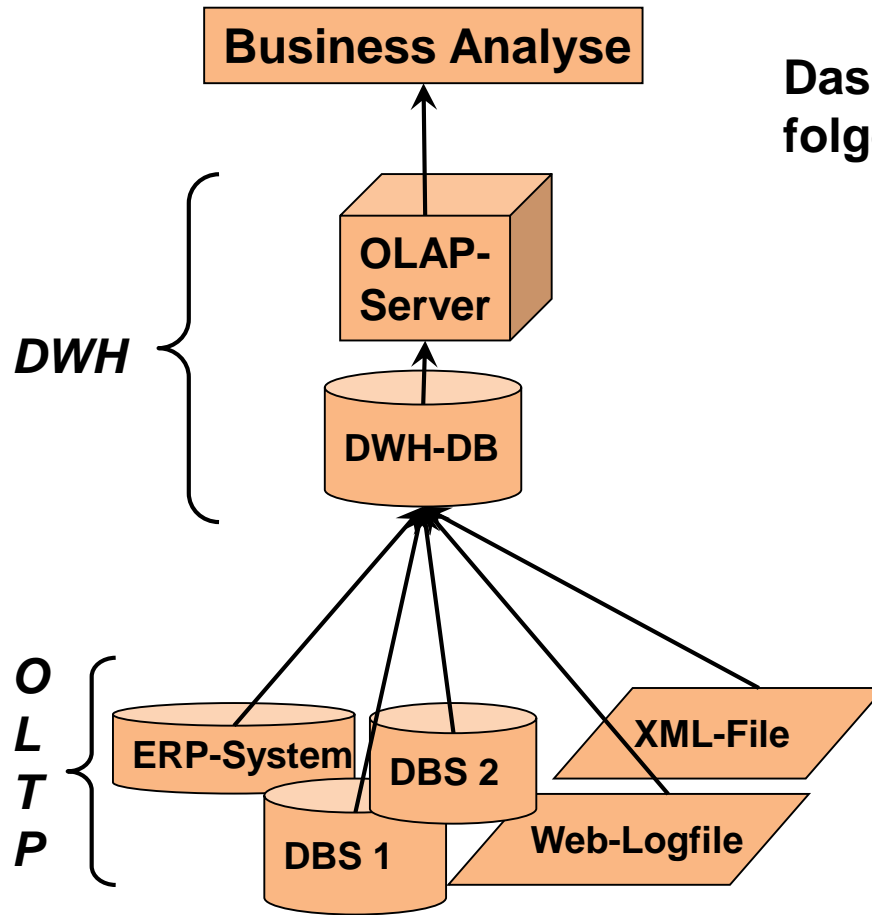 Business Analyse
Das
folg
OLAP-
Server
DWH
DWH-DB
O
L
T
P
ERP-System
DBS 2
XML-File
DBS 1
Web-Logfile